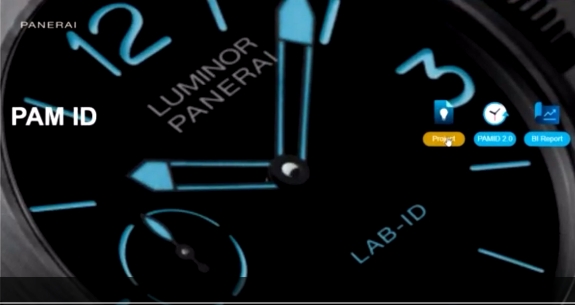 PANERAI
12
3
LUMINOR
PANERAI
PAM ID
Project
PAMID 2.0
BI Report
LAB-ID